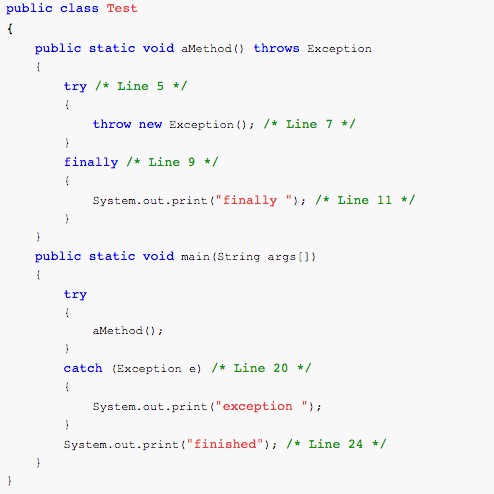 public class Test
{
public static void aMethod() throws Exception
{
try /* Line 5 */
{
throw new Exception(); /* Line 7 */
}
finally /* Line 9 */
{
System.out.print("finally "); /* Line 11 */
}
}
public static void main(String args[])
{
try
{
aMethod();
}
catch (Exception e) /* Line 20 */
{
System.out.print("exception ");
}
System.out.print("finished"); /* Line 24 */
}
}